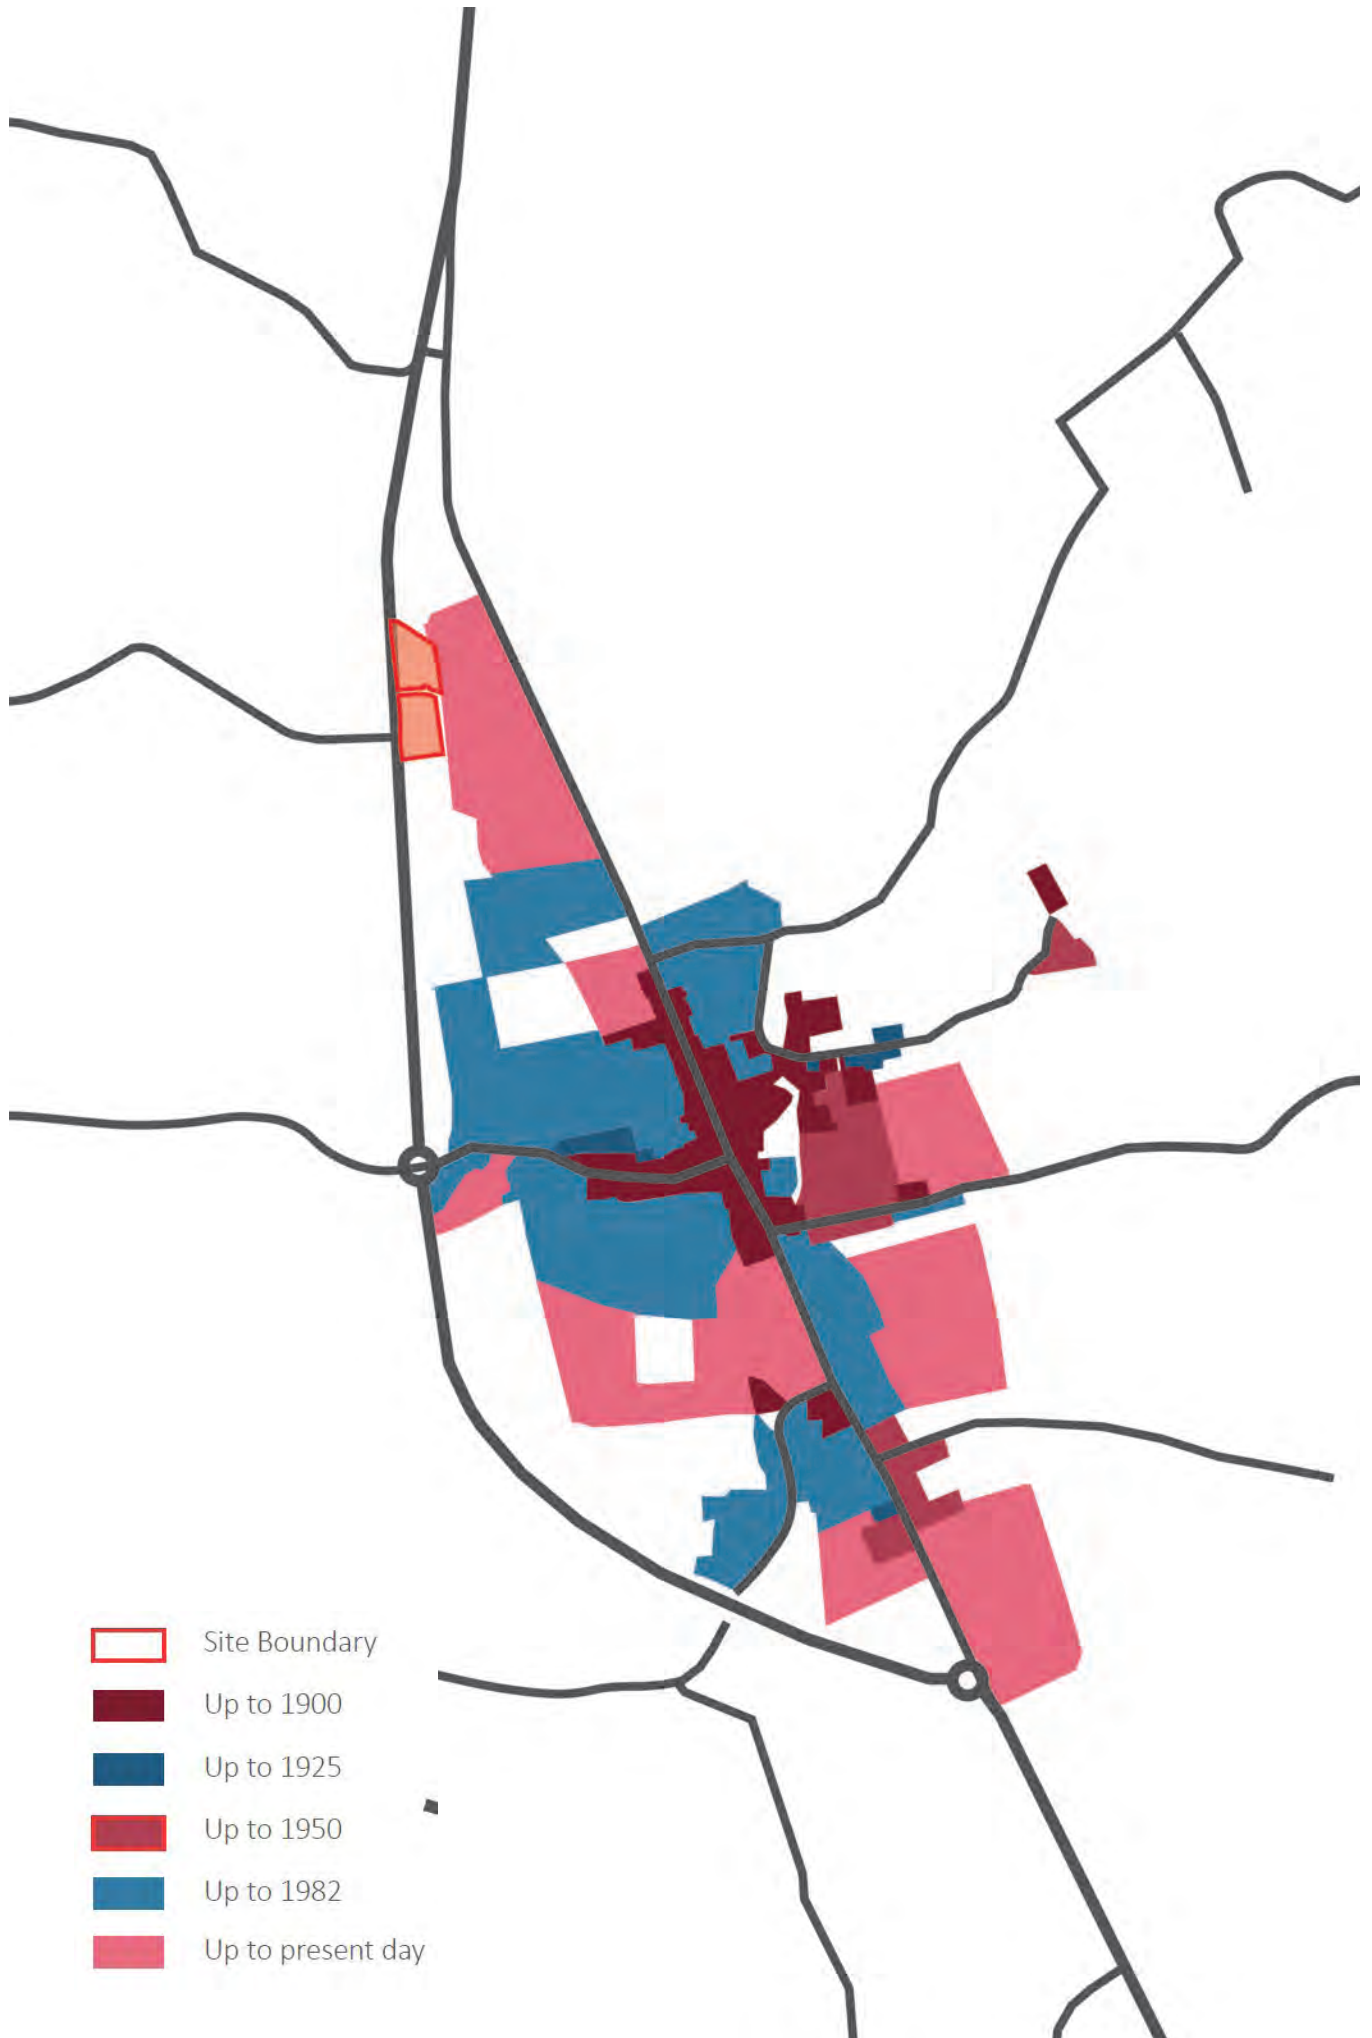 Site Boundary
Up to 1900
Up to 1925
Up to 1950
Up to 1982
Up to present day